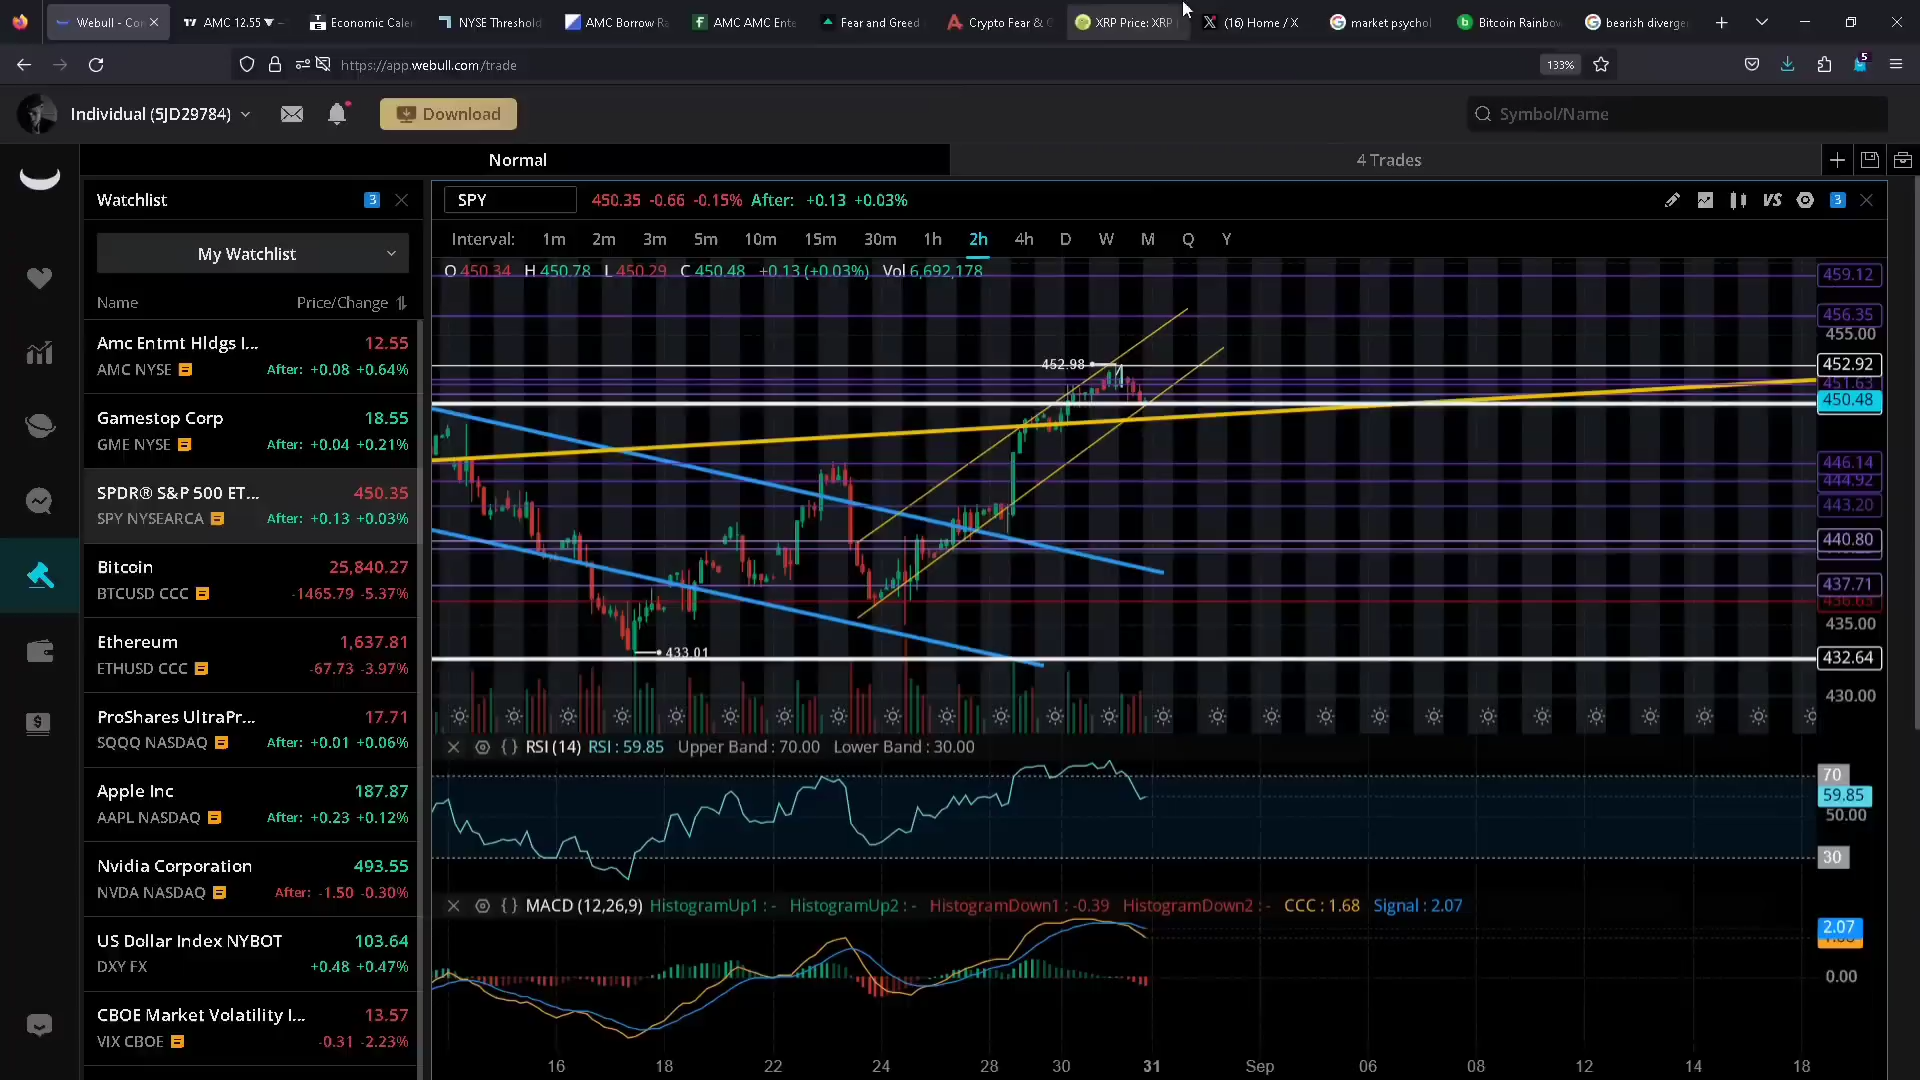 Webull - Co
AMC 12.55 ▼ −
Economic Cale
NYSE Threshold
AMC Borrow Ra
AMC AMC Ente
Fear and Greed
Crypto Fear & G
XRP Price: XRP
(16) Home / X
market psychol
Bitcoin Rainbow
bearish diverge
https://app.webull.com/trade
133%
5
Individual (5JD29784)
Download
Symbol/Name
Normal
4 Trades
Watchlist
3
My Watchlist
Name
Price/Change
Amc Entmt Hldgs I...
12.55
AMC NYSE
After: +0.08 +0.64%
Gamestop Corp
18.55
GME NYSE
After: +0.04 +0.21%
SPDR® S&P 500 ET...
450.35
SPY NYSEARCA
After: +0.13 +0.03%
Bitcoin
25,840.27
BTCUSD CCC
-1465.79 -5.37%
Ethereum
1,637.81
ETHUSD CCC
-67.73 -3.97%
ProShares UltraPr...
17.71
SQQQ NASDAQ
After: +0.01 +0.06%
Apple Inc
187.87
AAPL NASDAQ
After: +0.23 +0.12%
Nvidia Corporation
493.55
NVDA NASDAQ
After: -1.50 -0.30%
US Dollar Index NYBOT
103.64
DXY FX
+0.48 +0.47%
CBOE Market Volatility I...
13.57
VIX CBOE
-0.31 -2.23%
SPY
450.35 -0.66 -0.15% After: +0.13 +0.03%
VS
3
Interval: 1m 2m 3m 5m 10m 15m 30m 1h 2h 4h D W M Q Y
O 450.34 H 450.78 L 450.29 C 450.48 +0.13 (+0.03%) Vol 6,692,178
459.12
456.35
455.00
452.98
452.92
451.63
450.48
446.14
444.92
443.20
440.80
437.71
436.63
435.00
433.01
432.64
430.00
RSI (14) RSI : 59.85 Upper Band : 70.00 Lower Band : 30.00
70
59.85
50.00
30
MACD (12,26,9) HistogramUp1 : - HistogramUp2 : - HistogramDown1 : -0.39 HistogramDown2 : - CCC : 1.68 Signal : 2.07
2.07
0.00
16 18 22 24 28 30 31 Sep 06 08 12 14 18